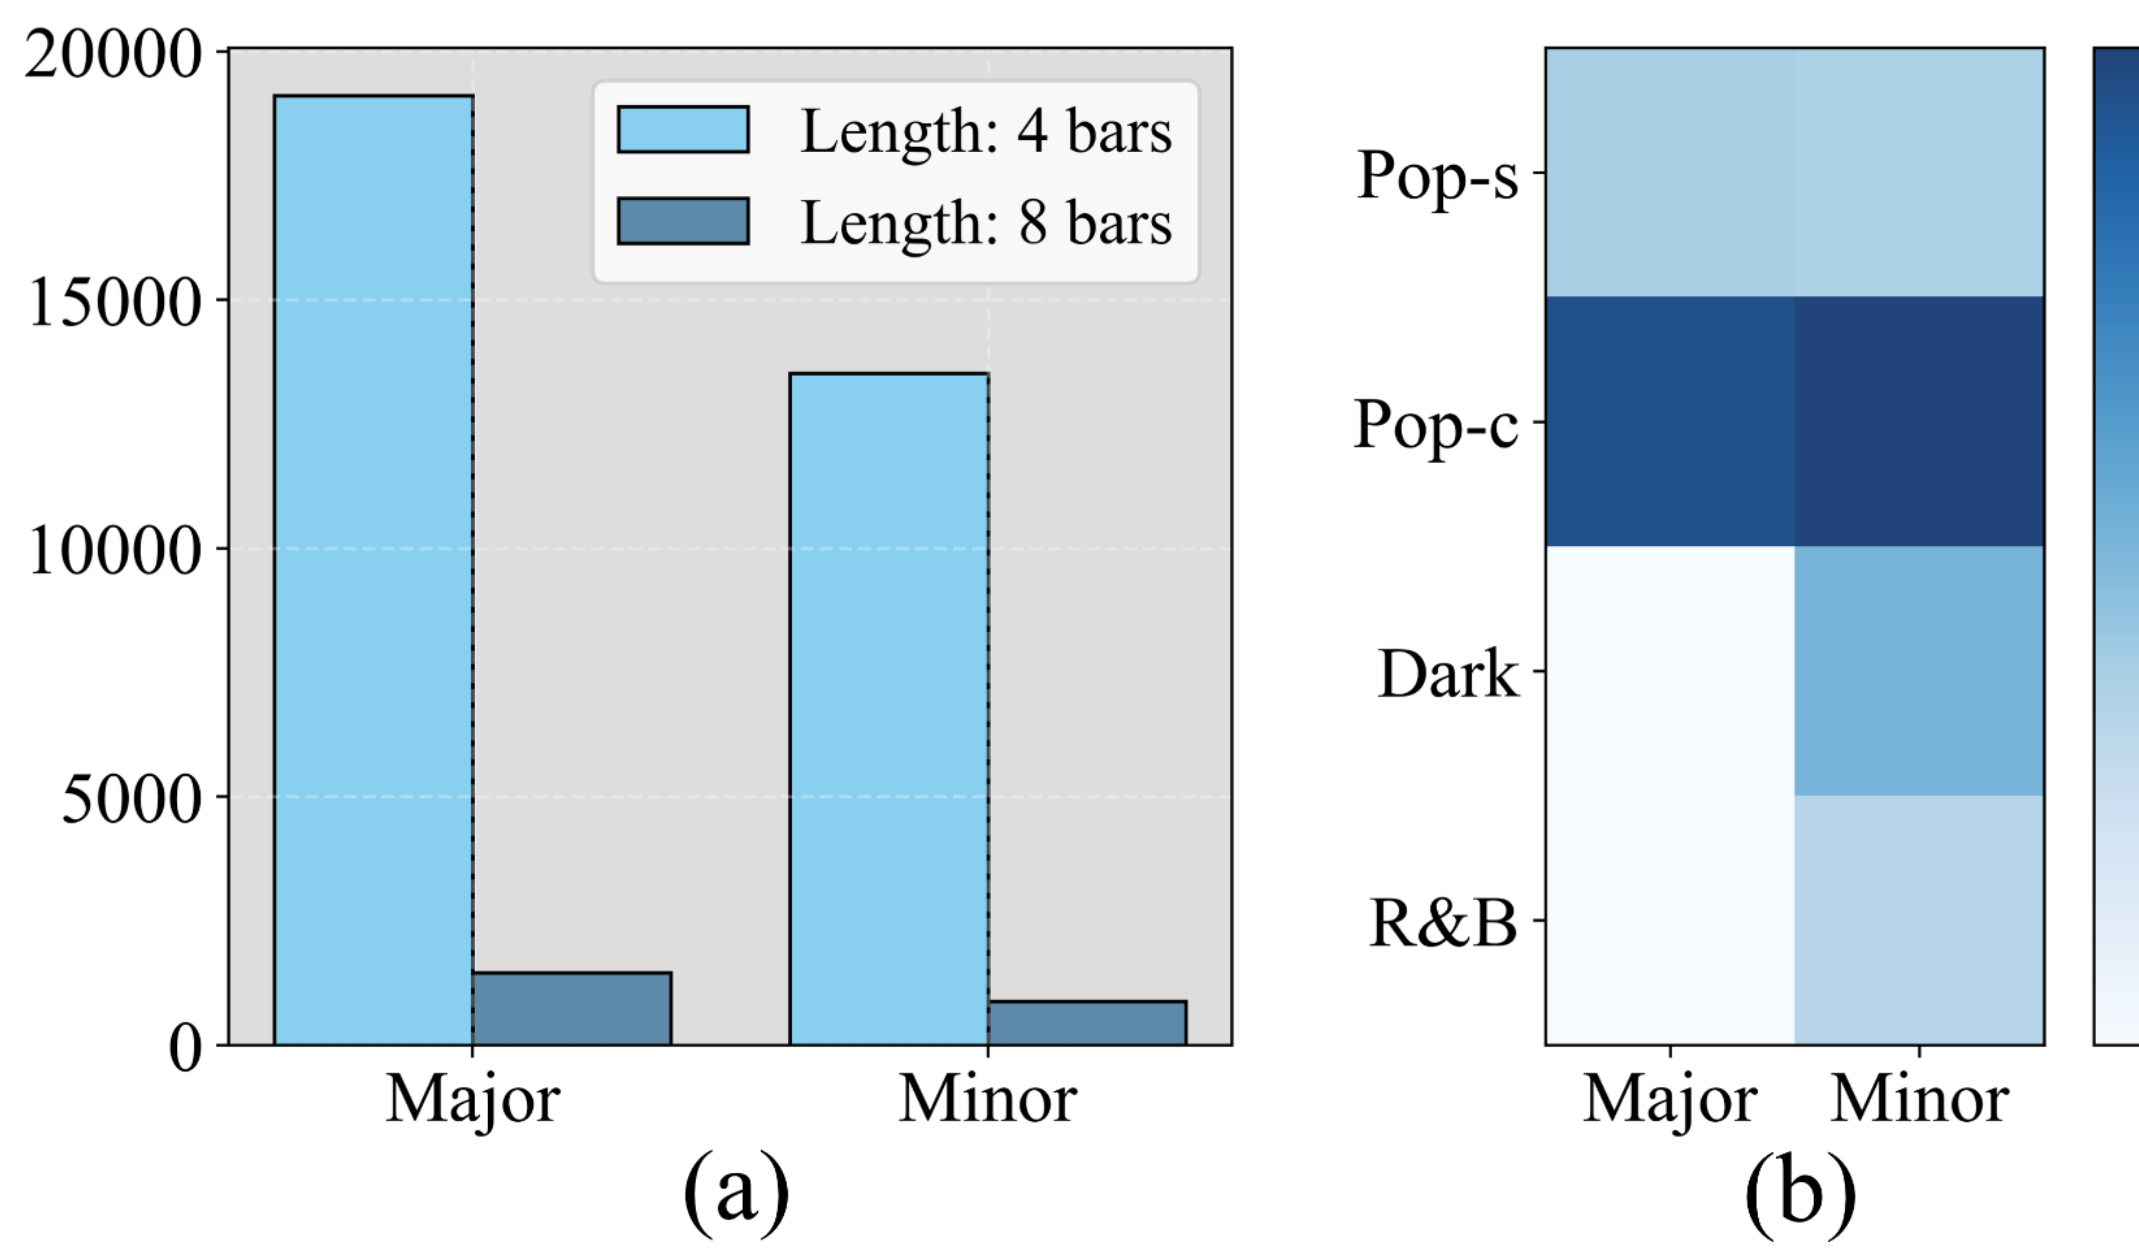 20000
15000
10000
5000
0
Length: 4 bars
Length: 8 bars
Major Minor
(a)
Pop-s
Pop-c
Dark
R&B
Major Minor
(b)